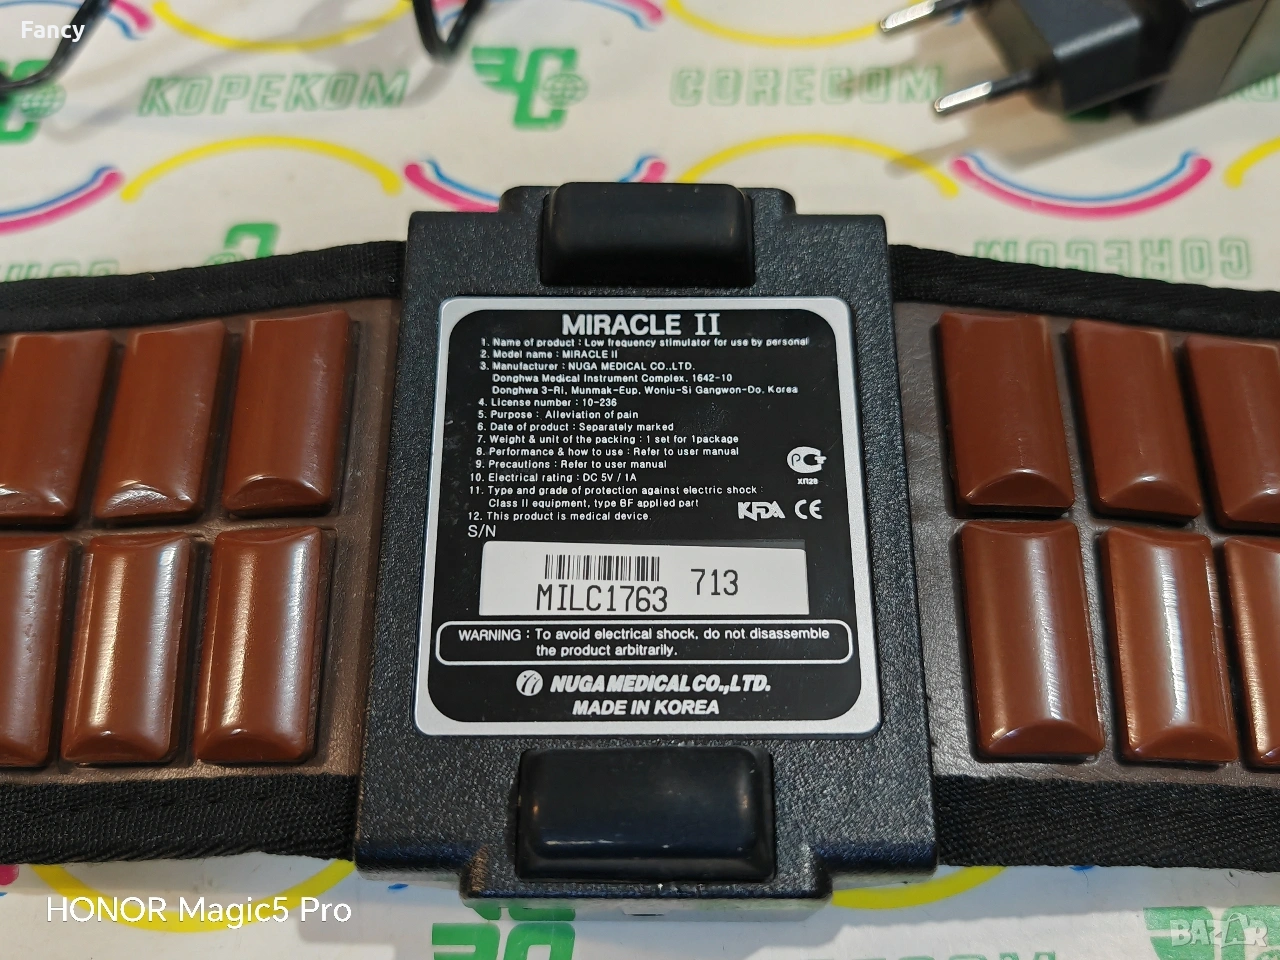 Fancy
КОРЕКОМ
CORECOM
CORECOM
MIRACLE II
1. Name of product : Low frequency stimulator for use by personal
2. Model name : MIRACLE II
3. Manufacturer : NUGA MEDICAL CO.,LTD.
Donghwa Medical Instrument Complex. 1642-10
Donghwa 3-Ri, Munmak-Eup, Wonju-Si Gangwon-Do. Korea
4. License number : 10-236
5. Purpose : Alleviation of pain
6. Date of product : Separately marked
7. Weight & unit of the packing : 1 set for 1package
8. Performance & how to use : Refer to user manual
9. Precautions : Refer to user manual
10. Electrical rating : DC 5V / 1A
11. Type and grade of protection against electric shock :
Class II equipment, type BF applied part
12. This product is medical device.
РСТ
ХП28
KFDA CE
S/N
MILC1763 713
WARNING : To avoid electrical shock, do not disassemble
the product arbitrarily.
NUGA MEDICAL CO.,LTD.
MADE IN KOREA
HONOR Magic5 Pro
BAZAR